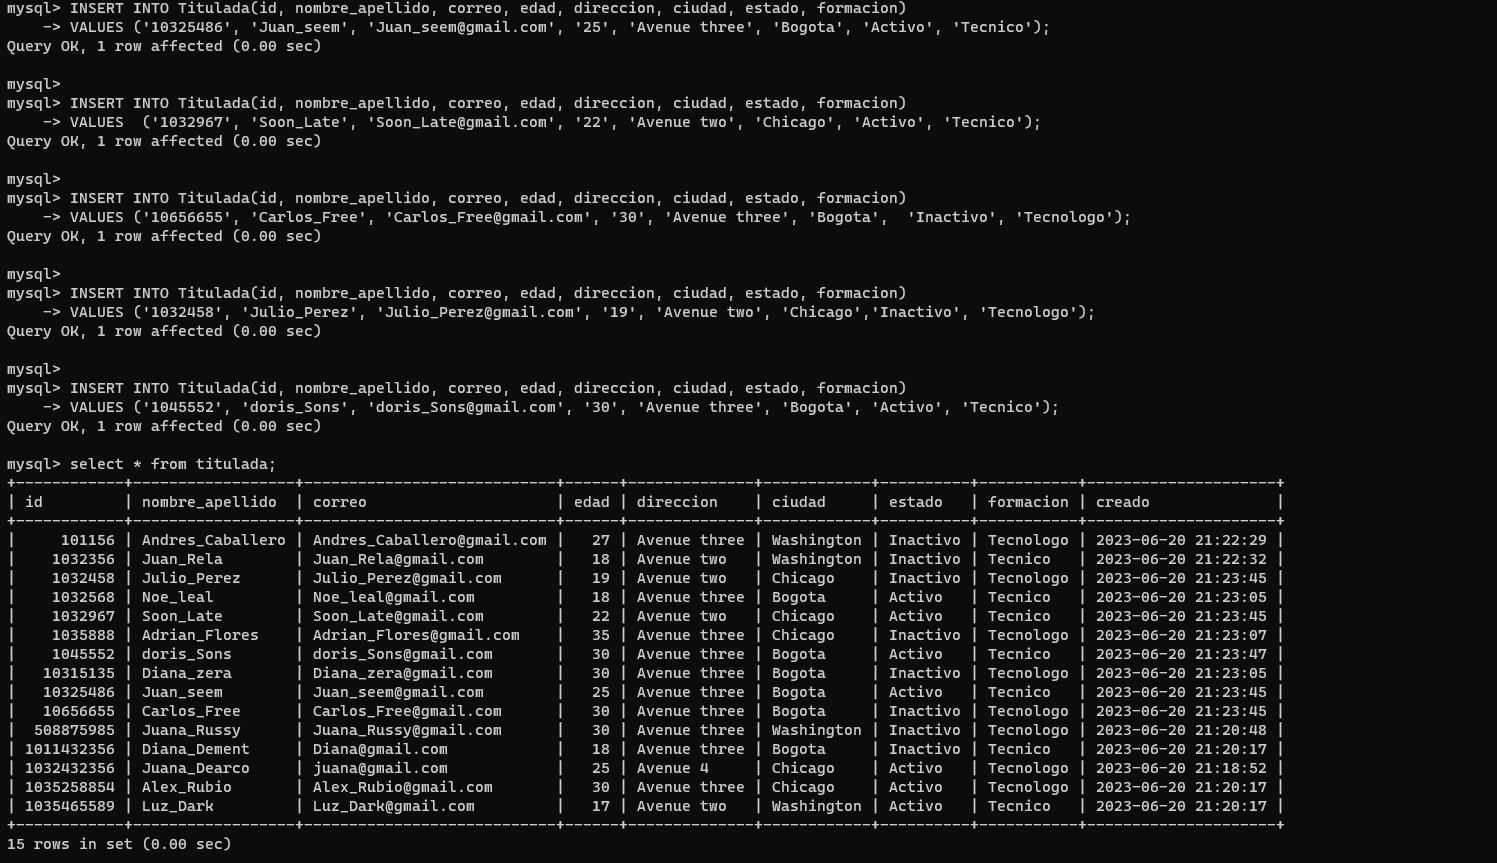 mysql> INSERT INTO Titulada(id, nombre_apellido, correo, edad, direccion, ciudad, estado, formacion)
    -> VALUES ('10325486', 'Juan_seem', 'Juan_seem@gmail.com', '25', 'Avenue three', 'Bogota', 'Activo', 'Tecnico');
Query OK, 1 row affected (0.00 sec)

mysql>
mysql> INSERT INTO Titulada(id, nombre_apellido, correo, edad, direccion, ciudad, estado, formacion)
    -> VALUES  ('1032967', 'Soon_Late', 'Soon_Late@gmail.com', '22', 'Avenue two', 'Chicago', 'Activo', 'Tecnico');
Query OK, 1 row affected (0.00 sec)

mysql>
mysql> INSERT INTO Titulada(id, nombre_apellido, correo, edad, direccion, ciudad, estado, formacion)
    -> VALUES ('10656655', 'Carlos_Free', 'Carlos_Free@gmail.com', '30', 'Avenue three', 'Bogota',  'Inactivo', 'Tecnologo');
Query OK, 1 row affected (0.00 sec)

mysql>
mysql> INSERT INTO Titulada(id, nombre_apellido, correo, edad, direccion, ciudad, estado, formacion)
    -> VALUES ('1032458', 'Julio_Perez', 'Julio_Perez@gmail.com', '19', 'Avenue two', 'Chicago','Inactivo', 'Tecnologo');
Query OK, 1 row affected (0.00 sec)

mysql>
mysql> INSERT INTO Titulada(id, nombre_apellido, correo, edad, direccion, ciudad, estado, formacion)
    -> VALUES ('1045552', 'doris_Sons', 'doris_Sons@gmail.com', '30', 'Avenue three', 'Bogota', 'Activo', 'Tecnico');
Query OK, 1 row affected (0.00 sec)

mysql> select * from titulada;
+------------+------------------+----------------------------+------+--------------+------------+----------+-----------+---------------------+
| id         | nombre_apellido  | correo                     | edad | direccion    | ciudad     | estado   | formacion | creado              |
+------------+------------------+----------------------------+------+--------------+------------+----------+-----------+---------------------+
|     101156 | Andres_Caballero | Andres_Caballero@gmail.com |   27 | Avenue three | Washington | Inactivo | Tecnologo | 2023-06-20 21:22:29 |
|    1032356 | Juan_Rela        | Juan_Rela@gmail.com        |   18 | Avenue two   | Washington | Inactivo | Tecnico   | 2023-06-20 21:22:32 |
|    1032458 | Julio_Perez      | Julio_Perez@gmail.com      |   19 | Avenue two   | Chicago    | Inactivo | Tecnologo | 2023-06-20 21:23:45 |
|    1032568 | Noe_leal         | Noe_leal@gmail.com         |   18 | Avenue three | Bogota     | Activo   | Tecnico   | 2023-06-20 21:23:05 |
|    1032967 | Soon_Late        | Soon_Late@gmail.com        |   22 | Avenue two   | Chicago    | Activo   | Tecnico   | 2023-06-20 21:23:45 |
|    1035888 | Adrian_Flores    | Adrian_Flores@gmail.com    |   35 | Avenue three | Chicago    | Inactivo | Tecnologo | 2023-06-20 21:23:07 |
|    1045552 | doris_Sons       | doris_Sons@gmail.com       |   30 | Avenue three | Bogota     | Activo   | Tecnico   | 2023-06-20 21:23:47 |
|   10315135 | Diana_zera       | Diana_zera@gmail.com       |   30 | Avenue three | Bogota     | Inactivo | Tecnologo | 2023-06-20 21:23:05 |
|   10325486 | Juan_seem        | Juan_seem@gmail.com        |   25 | Avenue three | Bogota     | Activo   | Tecnico   | 2023-06-20 21:23:45 |
|   10656655 | Carlos_Free      | Carlos_Free@gmail.com      |   30 | Avenue three | Bogota     | Inactivo | Tecnologo | 2023-06-20 21:23:45 |
|  508875985 | Juana_Russy      | Juana_Russy@gmail.com      |   30 | Avenue three | Washington | Inactivo | Tecnologo | 2023-06-20 21:20:48 |
| 1011432356 | Diana_Dement     | Diana@gmail.com            |   18 | Avenue three | Bogota     | Inactivo | Tecnico   | 2023-06-20 21:20:17 |
| 1032432356 | Juana_Dearco     | juana@gmail.com            |   25 | Avenue 4     | Chicago    | Activo   | Tecnologo | 2023-06-20 21:18:52 |
| 1035258854 | Alex_Rubio       | Alex_Rubio@gmail.com       |   30 | Avenue three | Chicago    | Activo   | Tecnologo | 2023-06-20 21:20:17 |
| 1035465589 | Luz_Dark         | Luz_Dark@gmail.com         |   17 | Avenue two   | Washington | Activo   | Tecnico   | 2023-06-20 21:20:17 |
+------------+------------------+----------------------------+------+--------------+------------+----------+-----------+---------------------+
15 rows in set (0.00 sec)